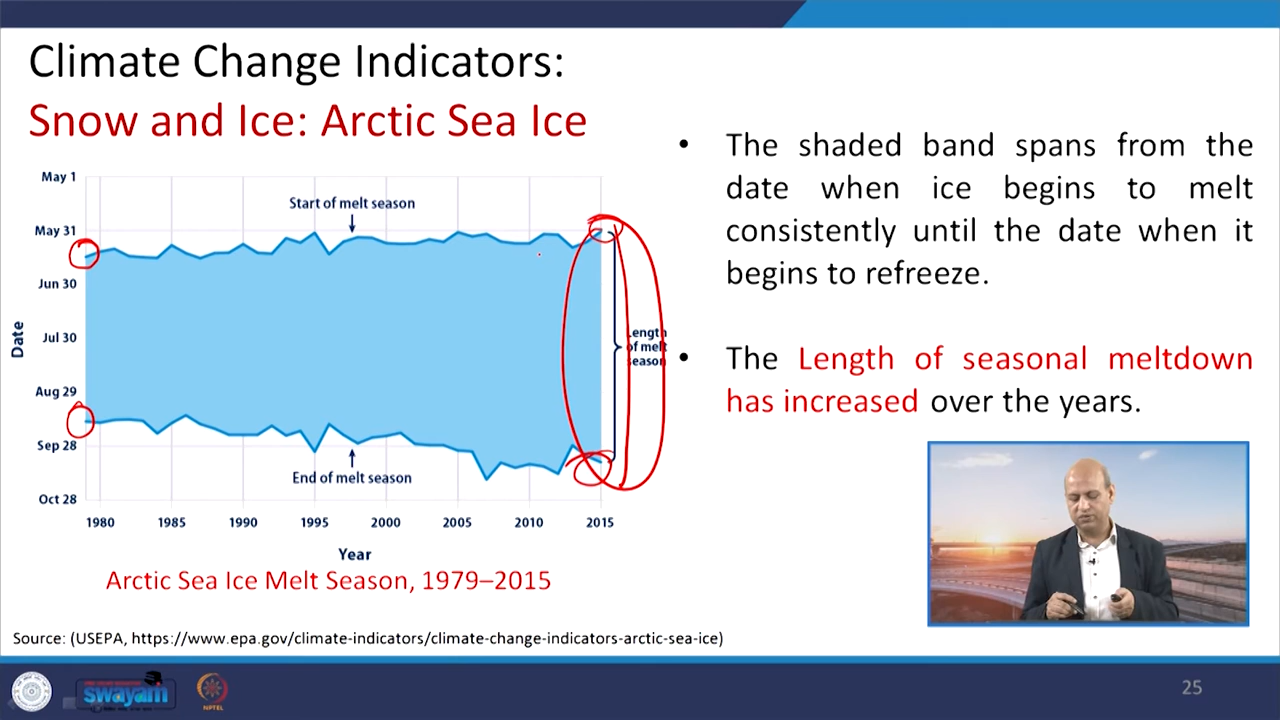 Climate Change Indicators:
Snow and Ice: Arctic Sea Ice
May 1
May 31
Jun 30
Jul 30
Aug 29
Sep 28
Oct 28
Date
Start of melt season
End of melt season
Length
of melt
season
1980 1985 1990 1995 2000 2005 2010 2015
Year
Arctic Sea Ice Melt Season, 1979–2015
• The shaded band spans from the
date when ice begins to melt
consistently until the date when it
begins to refreeze.
• The Length of seasonal meltdown
has increased over the years.
Source: (USEPA, https://www.epa.gov/climate-indicators/climate-change-indicators-arctic-sea-ice)
swayam
NPTEL
25